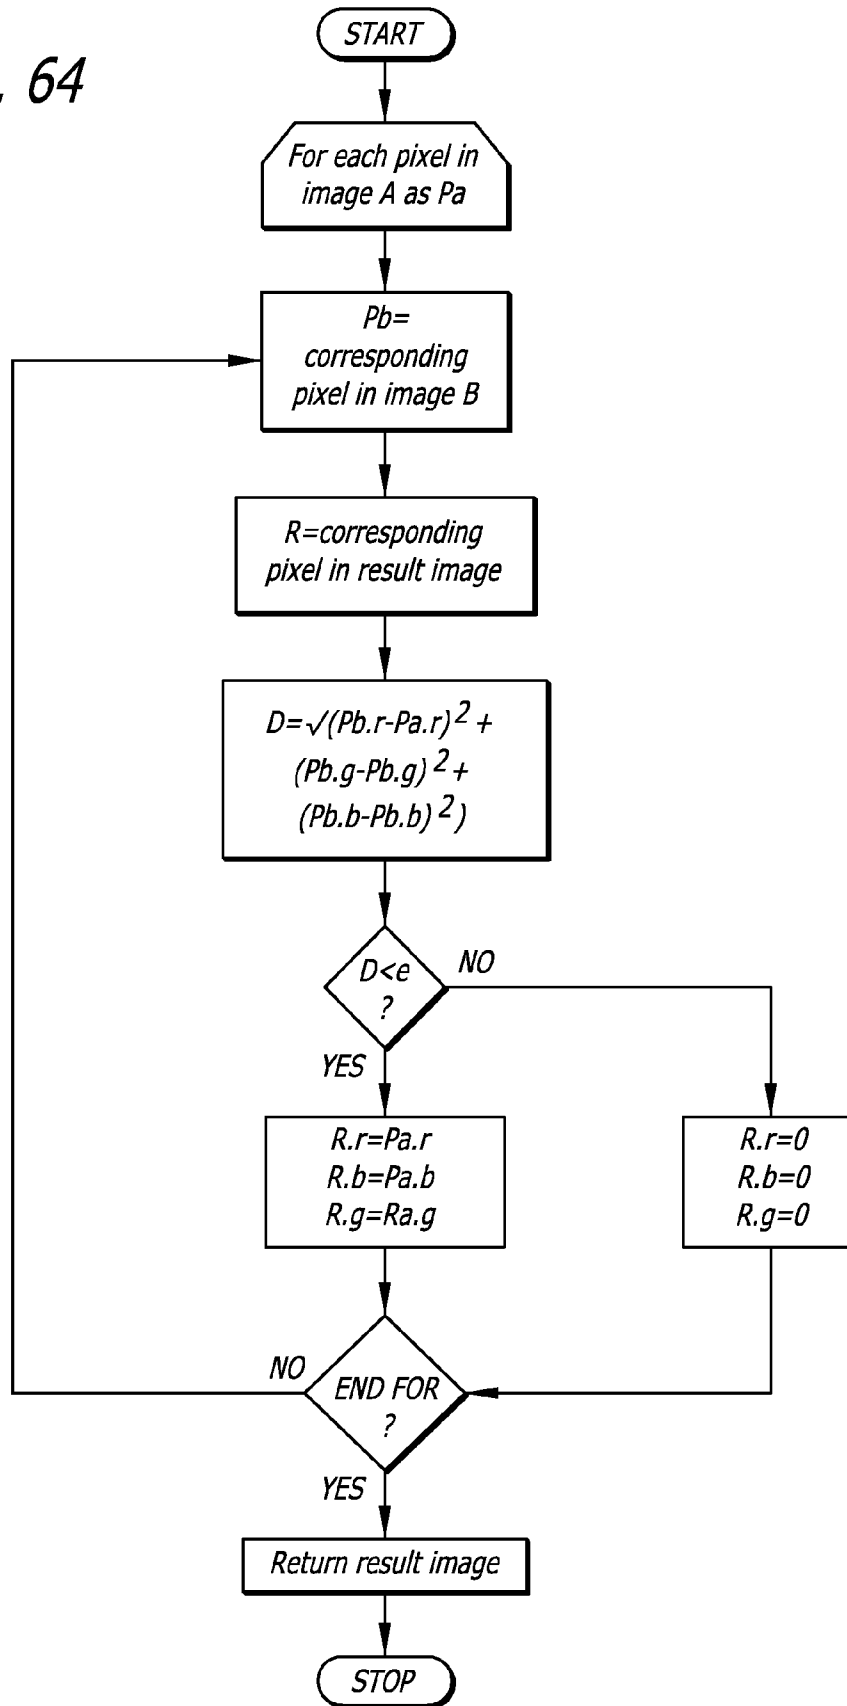 . 64
START
For each pixel in
image A as Pa
Pb=
corresponding
pixel in image B
R=corresponding
pixel in result image
D=√(Pb.r-Pa.r)² +
(Pb.g-Pb.g)² +
(Pb.b-Pb.b)²)
D<e
?
NO
YES
R.r=Pa.r
R.b=Pa.b
R.g=Ra.g
R.r=0
R.b=0
R.g=0
NO
END FOR
?
YES
Return result image
STOP